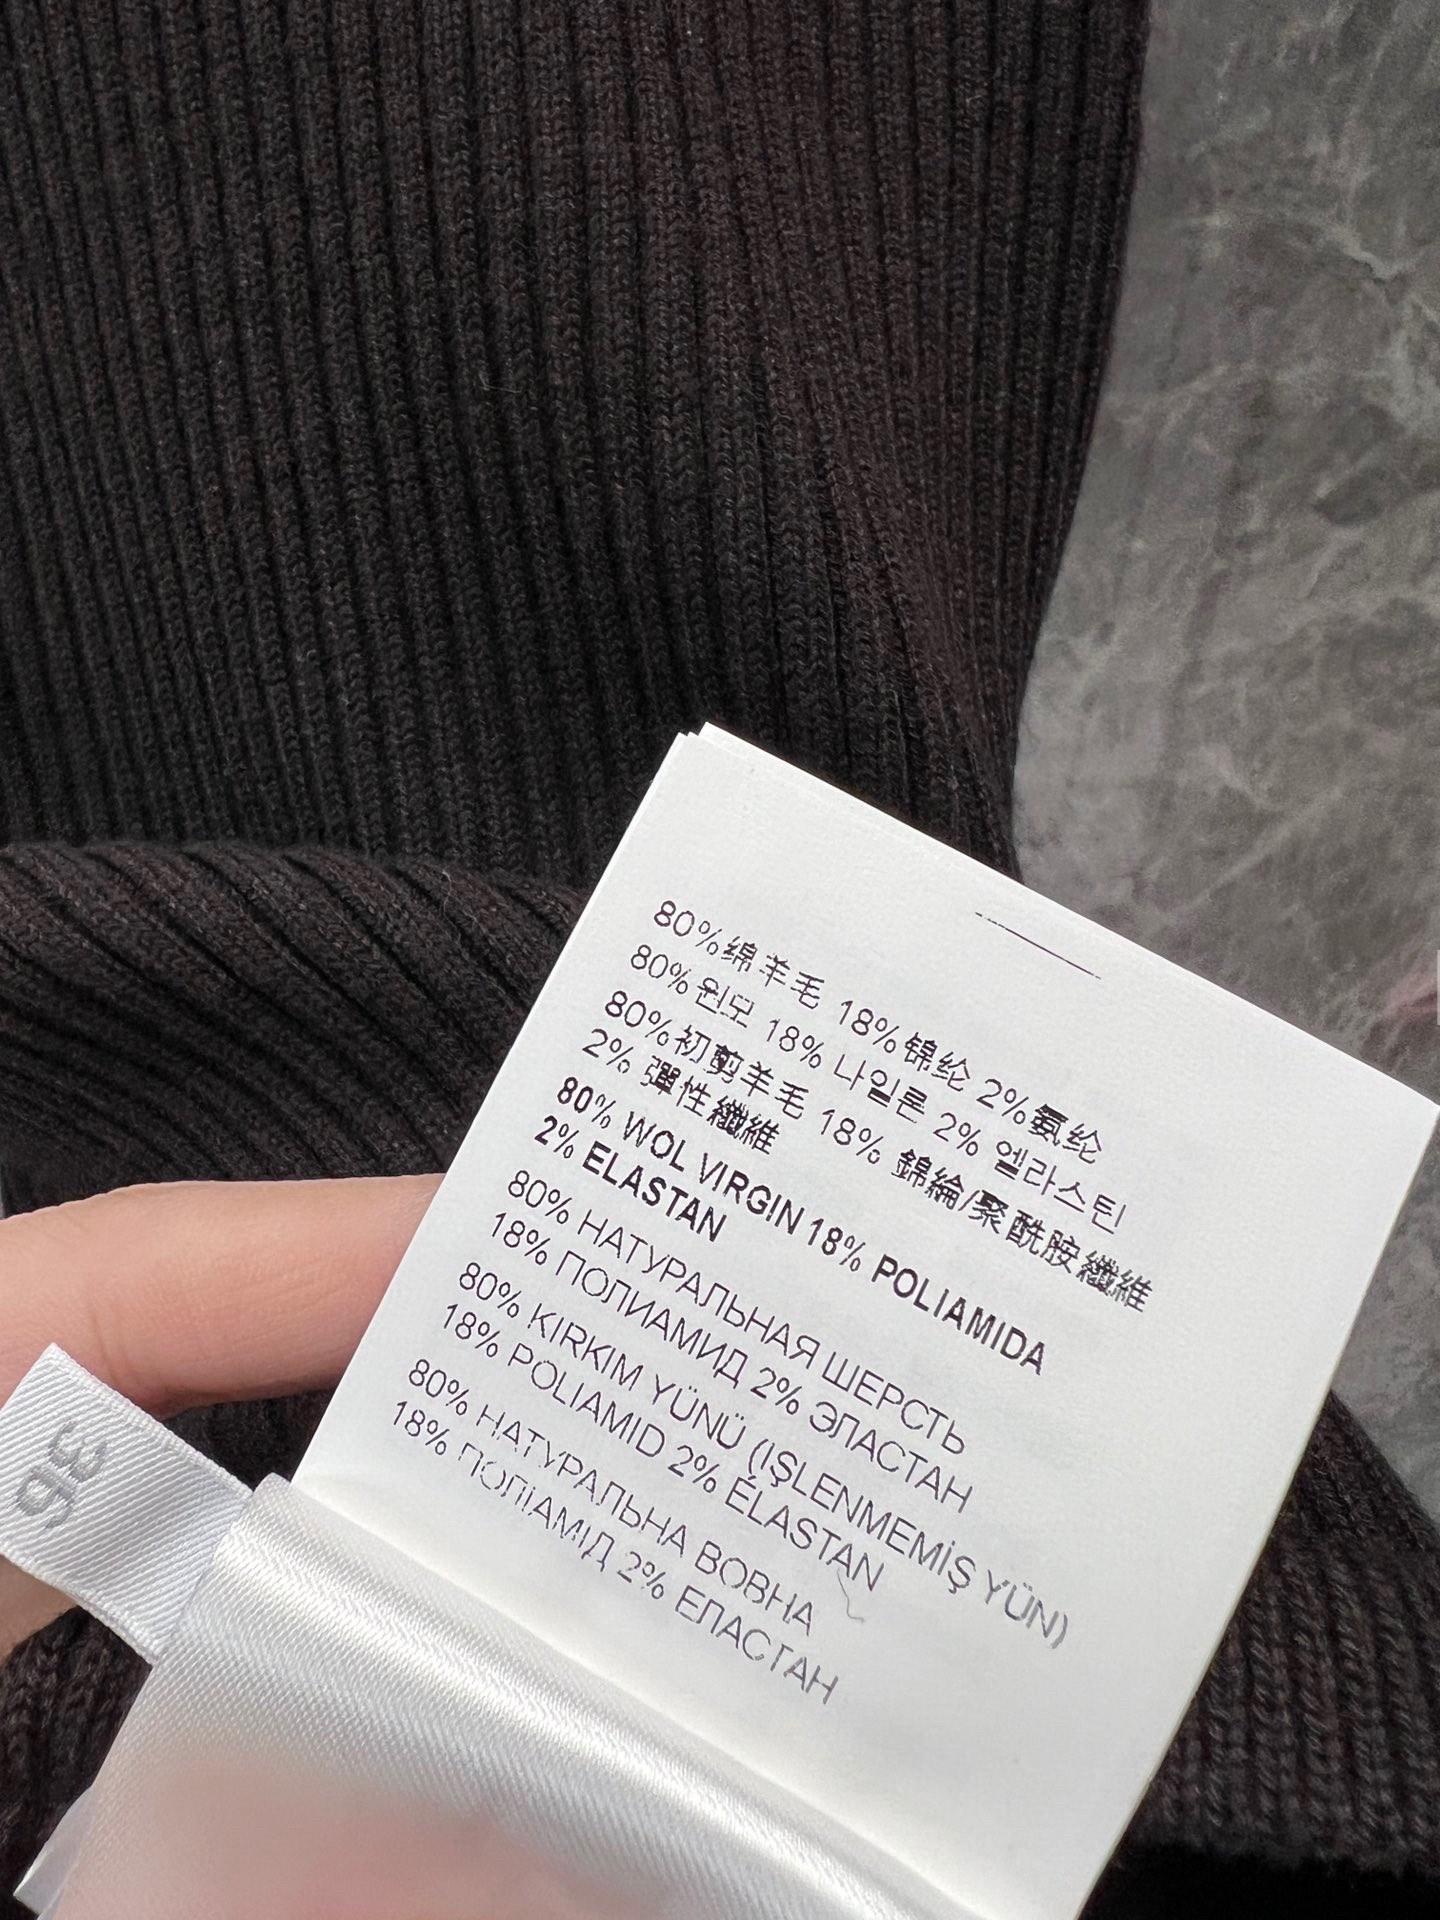 80%绵羊毛 18%锦纶 2%氨纶
80%원모 18% 나일론 2% 엘라스틴
80%初剪羊毛 18% 錦綸/聚酰胺纖維
2% 彈性纖維
80% WOL VIRGIN 18% POLIAMIDA
2% ELASTAN
80% НАТУРАЛЬНАЯ ШЕРСТЬ
18% ПОЛИАМИД 2% ЭЛАСТАН
80% KIRKIM YÜNÜ (IŞLENMEMİŞ YÜN)
18% POLIAMID 2% ÉLASTAN
80% НАТУРАЛЬНА ВОВНА
18% ПОЛІАМІД 2% ЕЛАСТАН
36